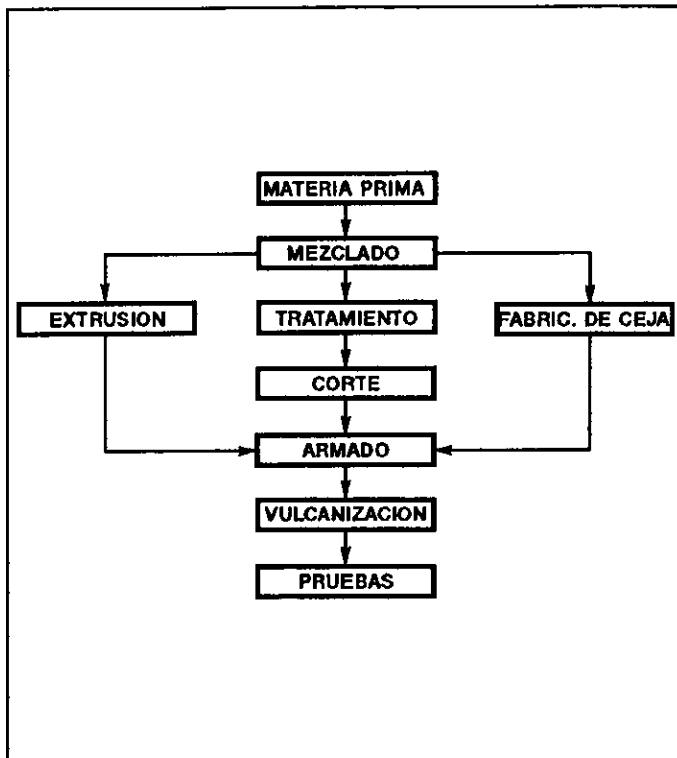 MATERIA PRIMA
MEZCLADO
EXTRUSION
TRATAMIENTO
FABRIC. DE CEJA
CORTE
ARMADO
VULCANIZACION
PRUEBAS